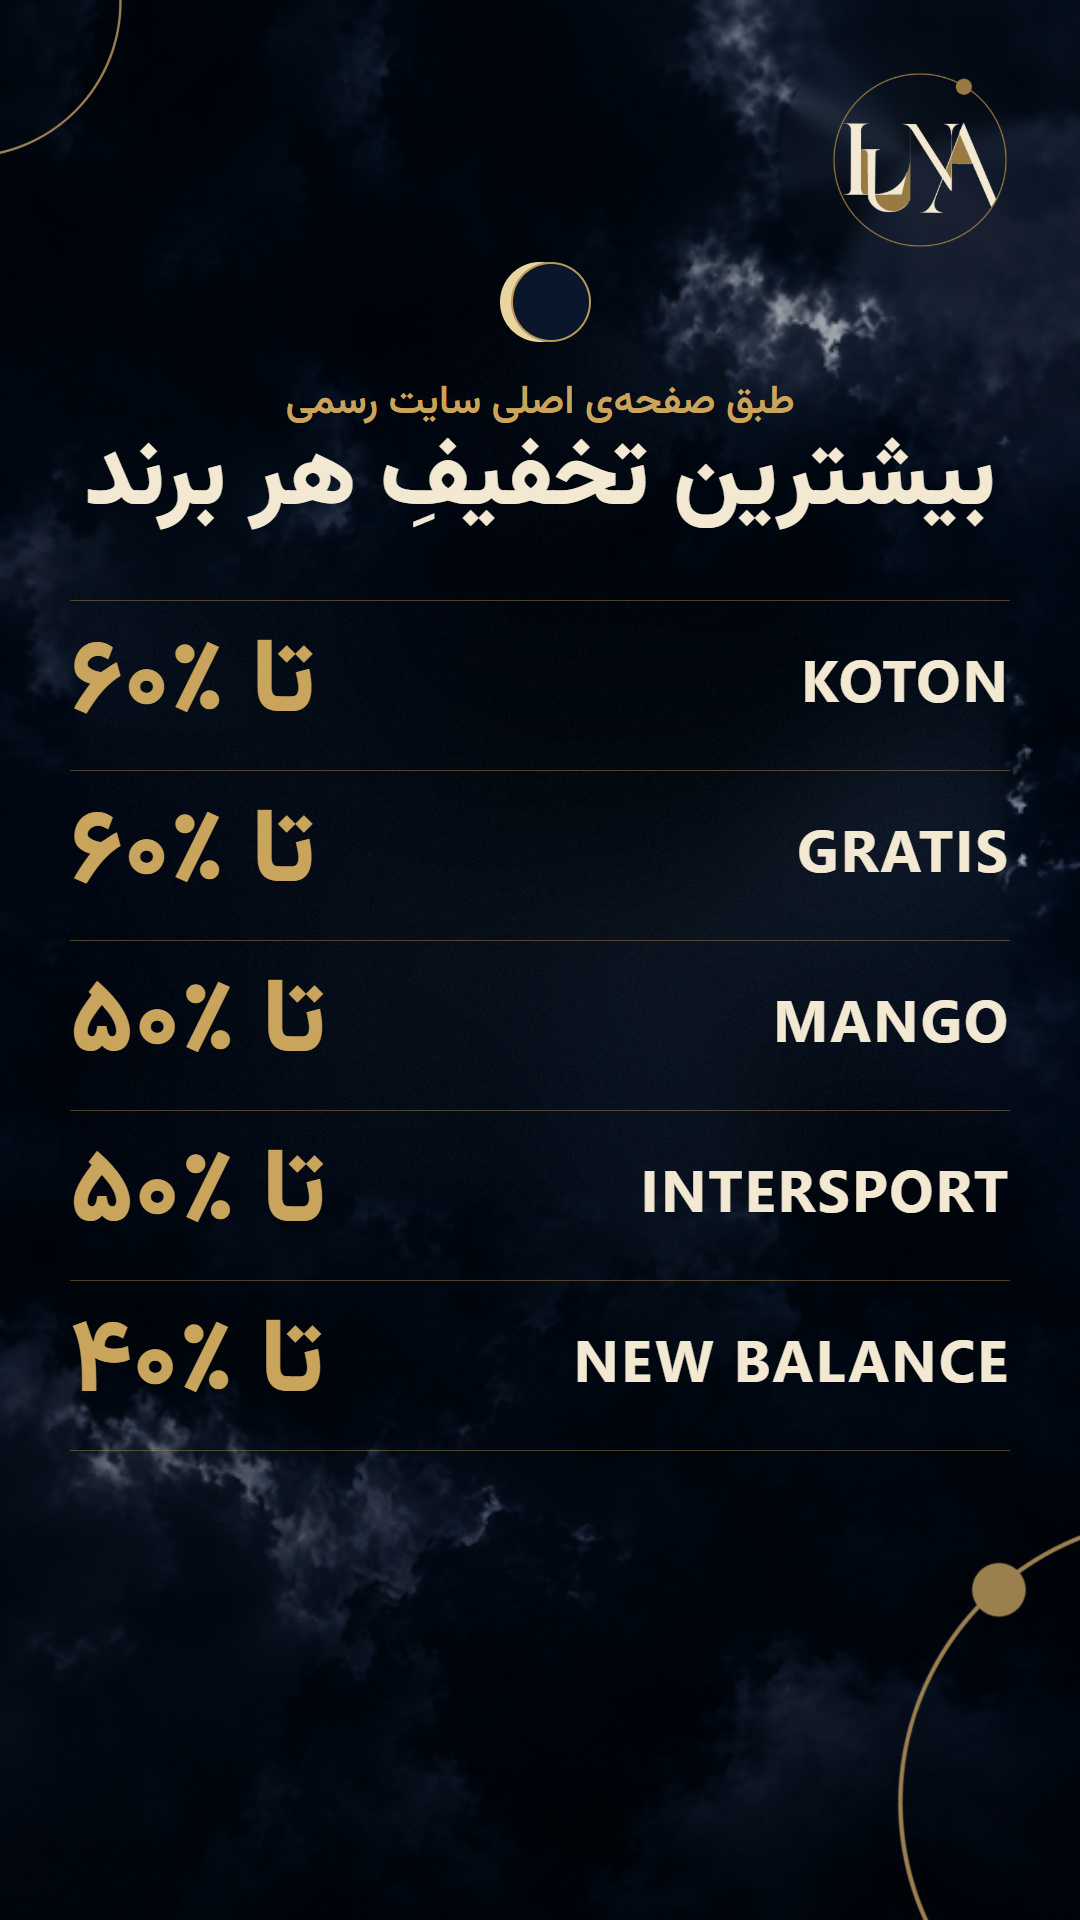 LUNA
طبق صفحه‌ی اصلی سایت رسمی
بیشترین تخفیفِ هر برند
KOTON تا ۶۰٪
GRATIS تا ۶۰٪
MANGO تا ۵۰٪
INTERSPORT تا ۵۰٪
NEW BALANCE تا ۴۰٪